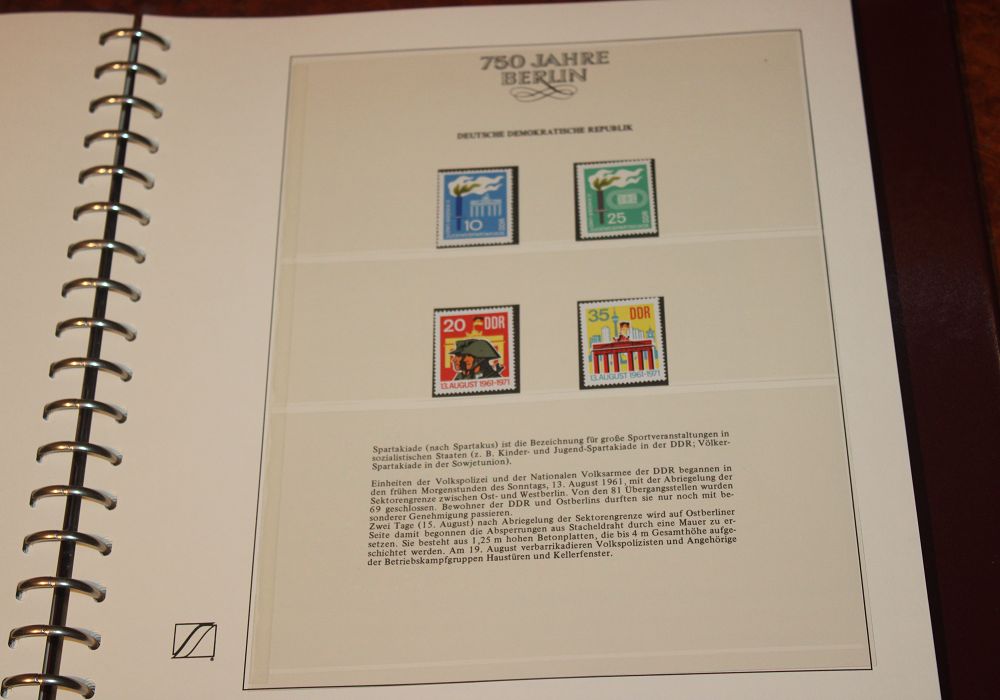 750 JAHRE
BERLIN
DEUTSCHE DEMOKRATISCHE REPUBLIK
10
DDR
25
DDR
20 DDR
13. AUGUST 1961-1971
35 DDR
13. AUGUST 1961-1971
Spartakiade (nach Spartakus) ist die Bezeichnung für große Sportveranstaltungen in
sozialistischen Staaten (z. B. Kinder- und Jugend-Spartakiade in der DDR; Völker-
Spartakiade in der Sowjetunion).
Einheiten der Volkspolizei und der Nationalen Volksarmee der DDR begannen in
den frühen Morgenstunden des Sonntags, 13. August 1961, mit der Abriegelung der
Sektorengrenze zwischen Ost- und Westberlin. Von den 81 Übergangsstellen wurden
69 geschlossen. Bewohner der DDR und Ostberlins durften sie nur noch mit be-
sonderer Genehmigung passieren.
Zwei Tage (15. August) nach Abriegelung der Sektorengrenze wird auf Ostberliner
Seite damit begonnen die Absperrungen aus Stacheldraht durch eine Mauer zu er-
setzen. Sie besteht aus 1,25 m hohen Betonplatten, die bis 4 m Gesamthöhe aufge-
schichtet werden. Am 19. August verbarrikadieren Volkspolizisten und Angehörige
der Betriebskampfgruppen Haustüren und Kellerfenster.